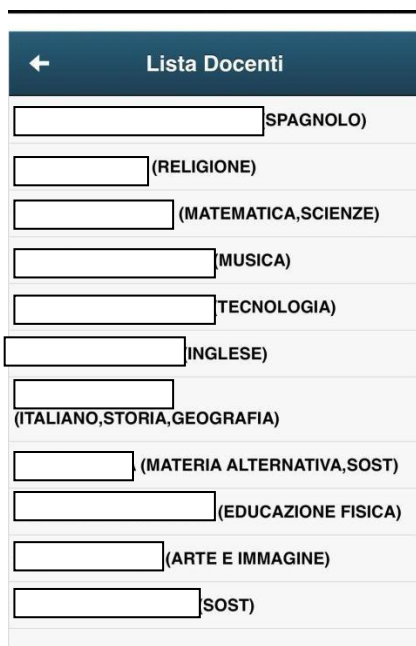 Lista Docenti
SPAGNOLO)
(RELIGIONE)
(MATEMATICA,SCIENZE)
(MUSICA)
TECNOLOGIA)
INGLESE)
(ITALIANO,STORIA,GEOGRAFIA)
(MATERIA ALTERNATIVA,SOST)
(EDUCAZIONE FISICA)
(ARTE E IMMAGINE)
(SOST)